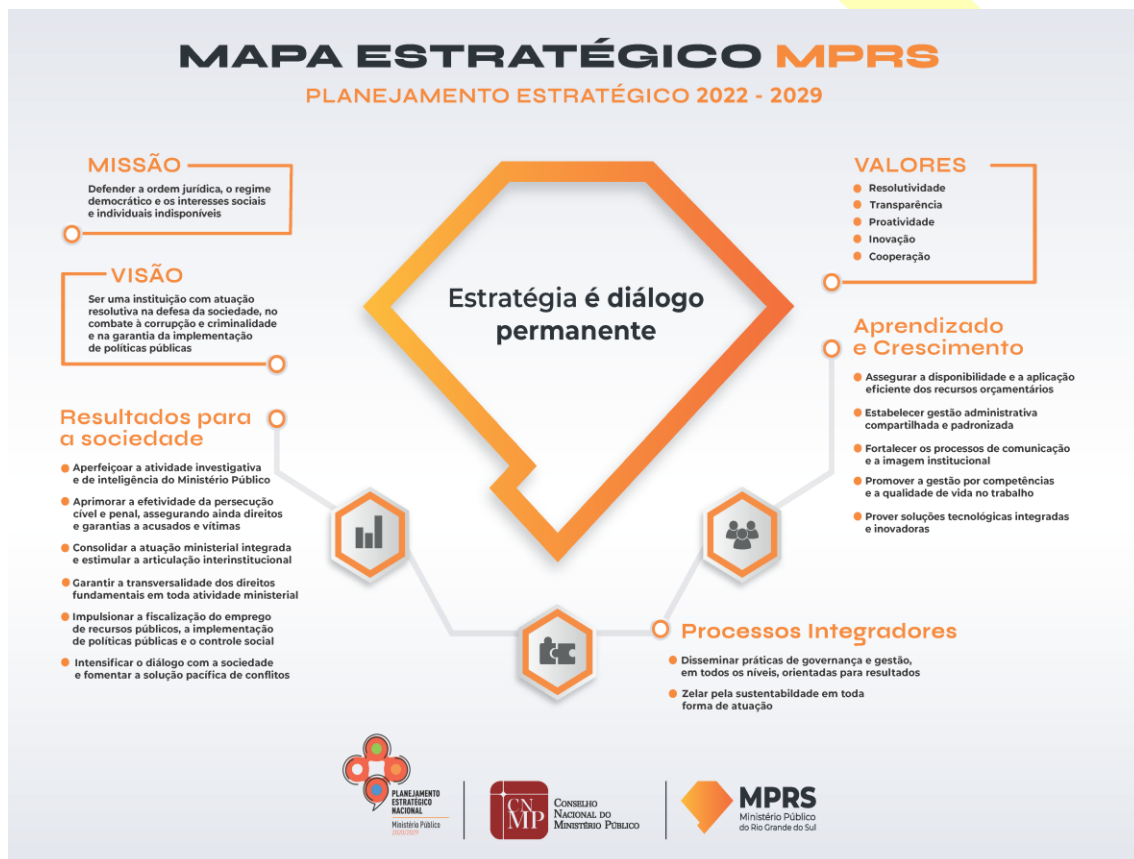 MAPA ESTRATÉGICO MPRS
PLANEJAMENTO ESTRATÉGICO 2022 - 2029
MISSÃO
Defender a ordem jurídica, o regime
democrático e os interesses sociais
e individuais indisponíveis
VISÃO
Ser uma instituição com atuação
resolutiva na defesa da sociedade, no
combate à corrupção e criminalidade
e na garantia da implementação
de políticas públicas
Resultados para
a sociedade
Aperfeiçoar a atividade investigativa
e de inteligência do Ministério Público
Aprimorar a efetividade da persecução
cível e penal, assegurando ainda direitos
e garantias a acusados e vítimas
Consolidar a atuação ministerial integrada
e estimular a articulação interinstitucional
Garantir a transversalidade dos direitos
fundamentais em toda atividade ministerial
Impulsionar a fiscalização do emprego
de recursos públicos, a implementação
de políticas públicas e o controle social
Intensificar o diálogo com a sociedade
e fomentar a solução pacífica de conflitos
Estratégia é diálogo
permanente
VALORES
Resolutividade
Transparência
Proatividade
Inovação
Cooperação
Aprendizado
e Crescimento
Assegurar a disponibilidade e a aplicação
eficiente dos recursos orçamentários
Estabelecer gestão administrativa
compartilhada e padronizada
Fortalecer os processos de comunicação
e a imagem institucional
Promover a gestão por competências
e a qualidade de vida no trabalho
Prover soluções tecnológicas integradas
e inovadoras
Processos Integradores
Disseminar práticas de governança e gestão,
em todos os níveis, orientadas para resultados
Zelar pela sustentabildade em toda
forma de atuação
PLANEJAMENTO
ESTRATÉGICO
NACIONAL
Ministério Público
2020/2029
CN
MP
CONSELHO
NACIONAL DO
MINISTÉRIO PÚBLICO
MPRS
Ministério Público
do Rio Grande do Sul